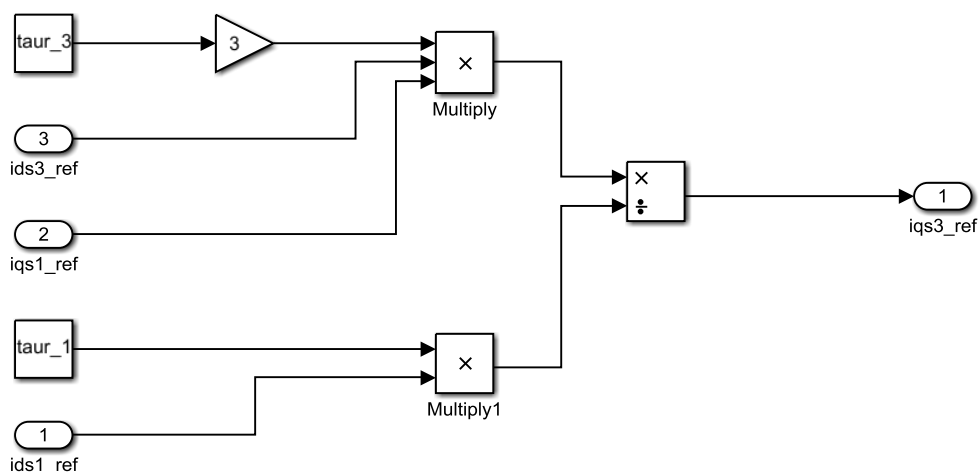 taur_3
3
×
Multiply
3
ids3_ref
×
÷
1
iqs3_ref
2
iqs1_ref
taur_1
×
Multiply1
1
ids1_ref